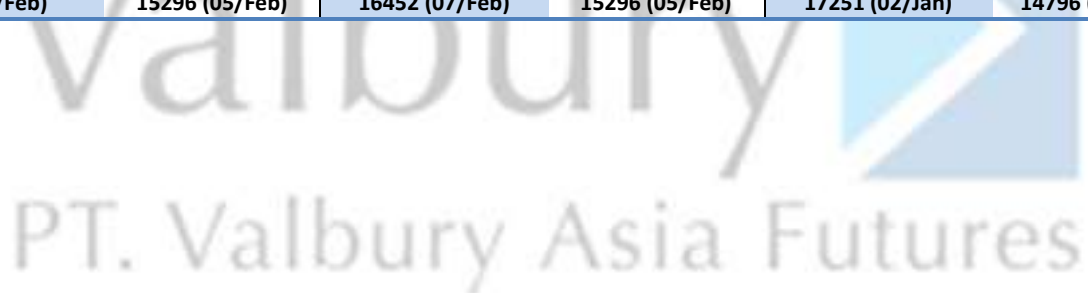 /Feb) 15296 (05/Feb) 16452 (07/Feb) 15296 (05/Feb) 17251 (02/Jan) 14796
Valbury
PT. Valbury Asia Futures